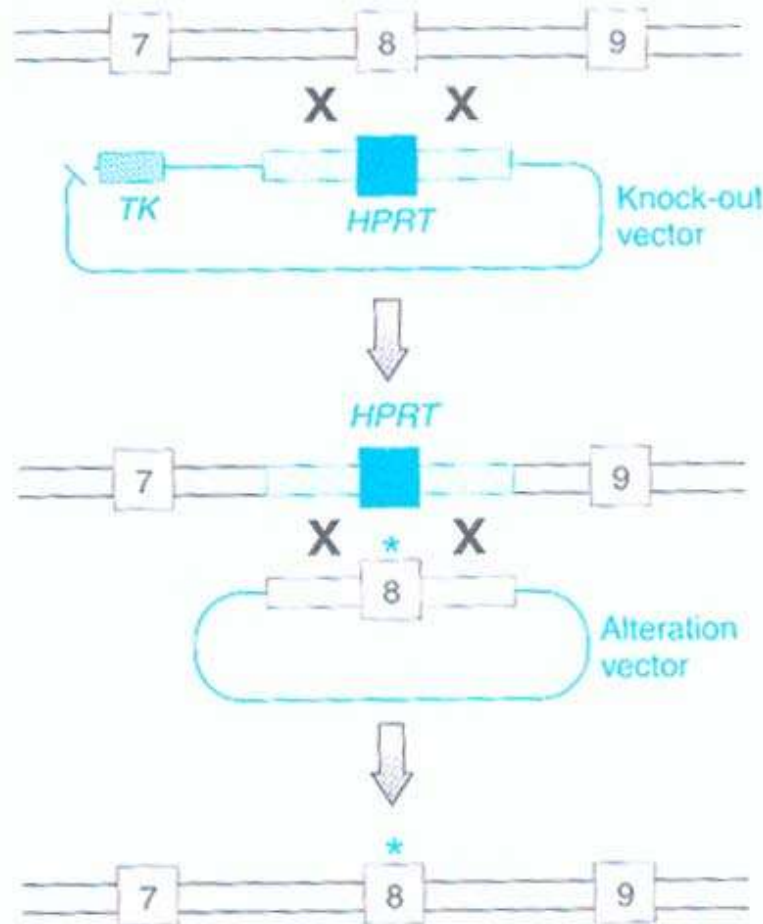 7 8 9
X X
TK HPRT
Knock-out
vector
HPRT
7 9
X * X
8
Alteration
vector
*
7 8 9